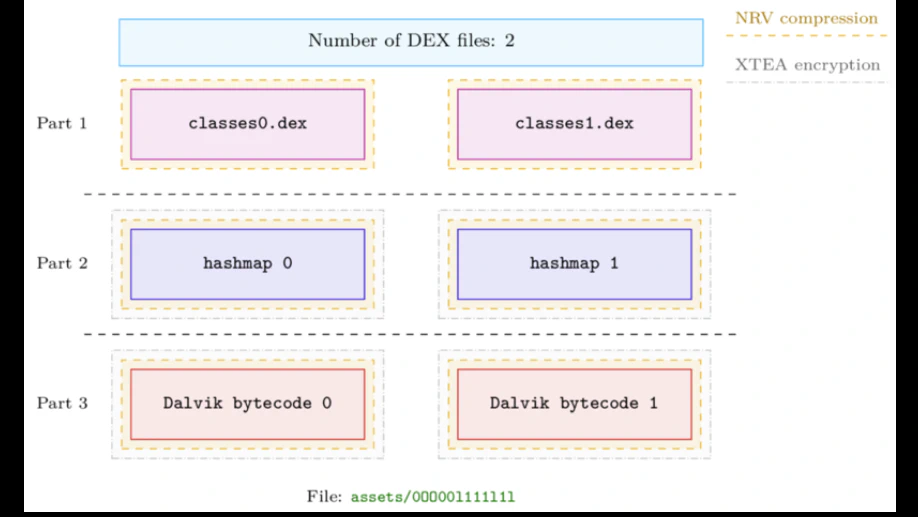 Number of DEX files: 2
NRV compression
XTEA encryption
Part 1
classes0.dex
classes1.dex
Part 2
hashmap 0
hashmap 1
Part 3
Dalvik bytecode 0
Dalvik bytecode 1
File: assets/0OO00l111l1l